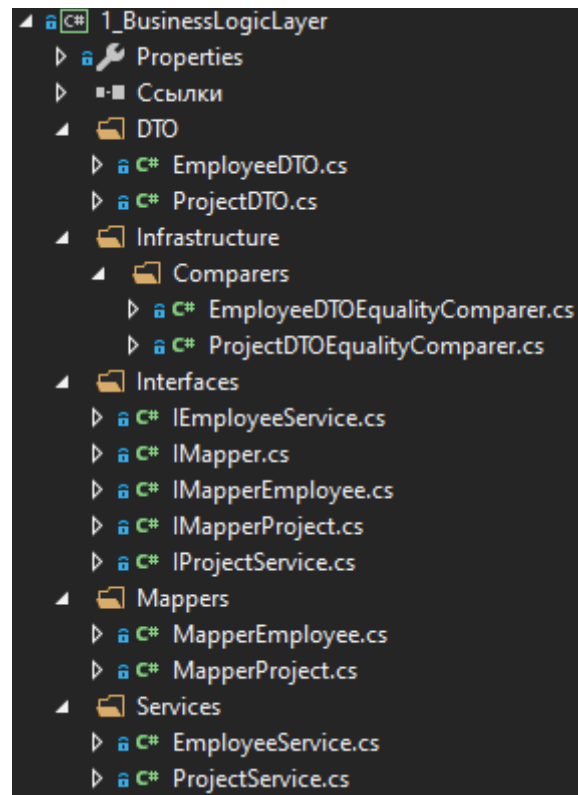 C# 1_BusinessLogicLayer
Properties
Ссылки
DTO
C# EmployeeDTO.cs
C# ProjectDTO.cs
Infrastructure
Comparers
C# EmployeeDTOEqualityComparer.cs
C# ProjectDTOEqualityComparer.cs
Interfaces
C# IEmployeeService.cs
C# IMapper.cs
C# IMapperEmployee.cs
C# IMapperProject.cs
C# IProjectService.cs
Mappers
C# MapperEmployee.cs
C# MapperProject.cs
Services
C# EmployeeService.cs
C# ProjectService.cs